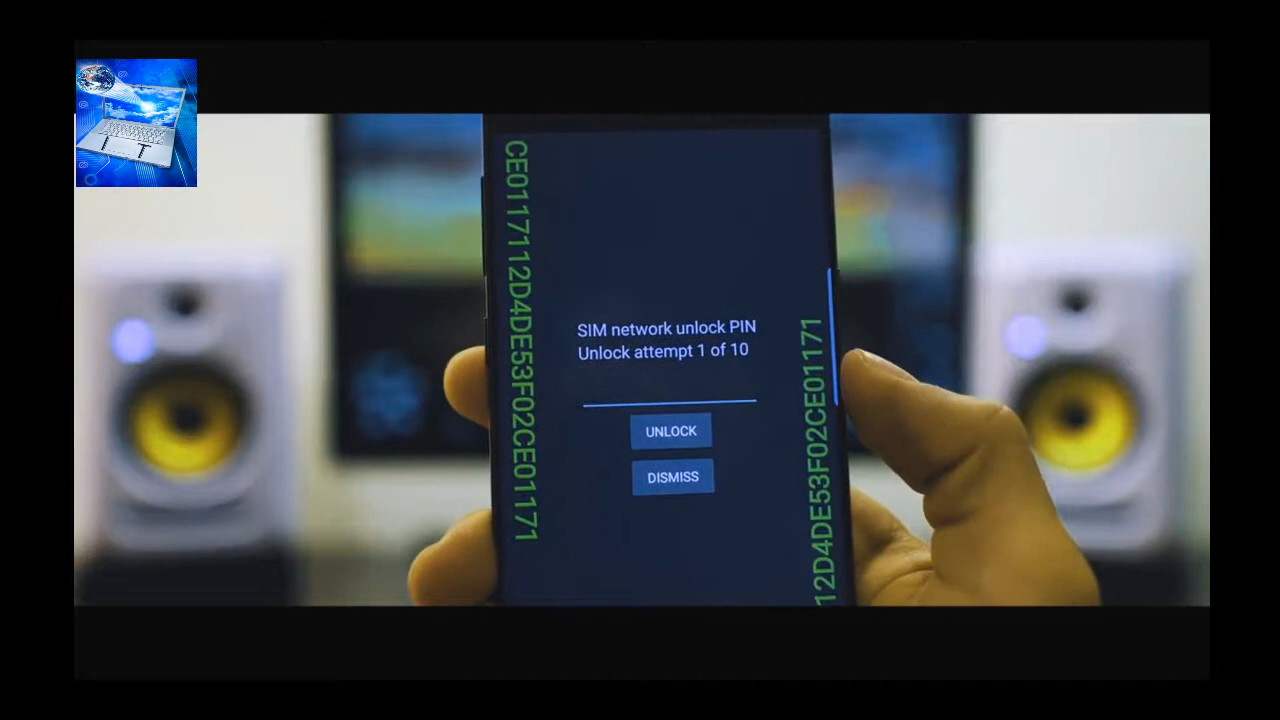 I T
CE0117112D4DE53F02CE01171
SIM network unlock PIN
Unlock attempt 1 of 10
UNLOCK
DISMISS
12D4DE53F02CE01171